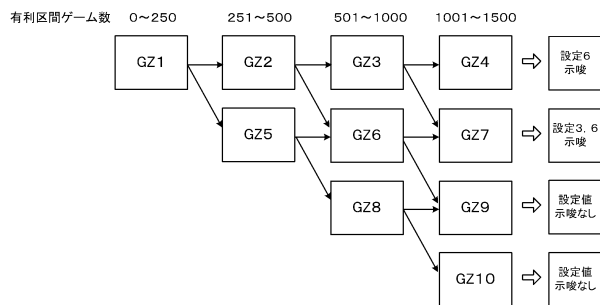 有利区間ゲーム数 0～250 251～500 501～1000 1001～1500
GZ1 GZ2 GZ3 GZ4 設定6
示唆
GZ5 GZ6 GZ7 設定3, 6
示唆
GZ8 GZ9 設定値
示唆なし
GZ10 設定値
示唆なし